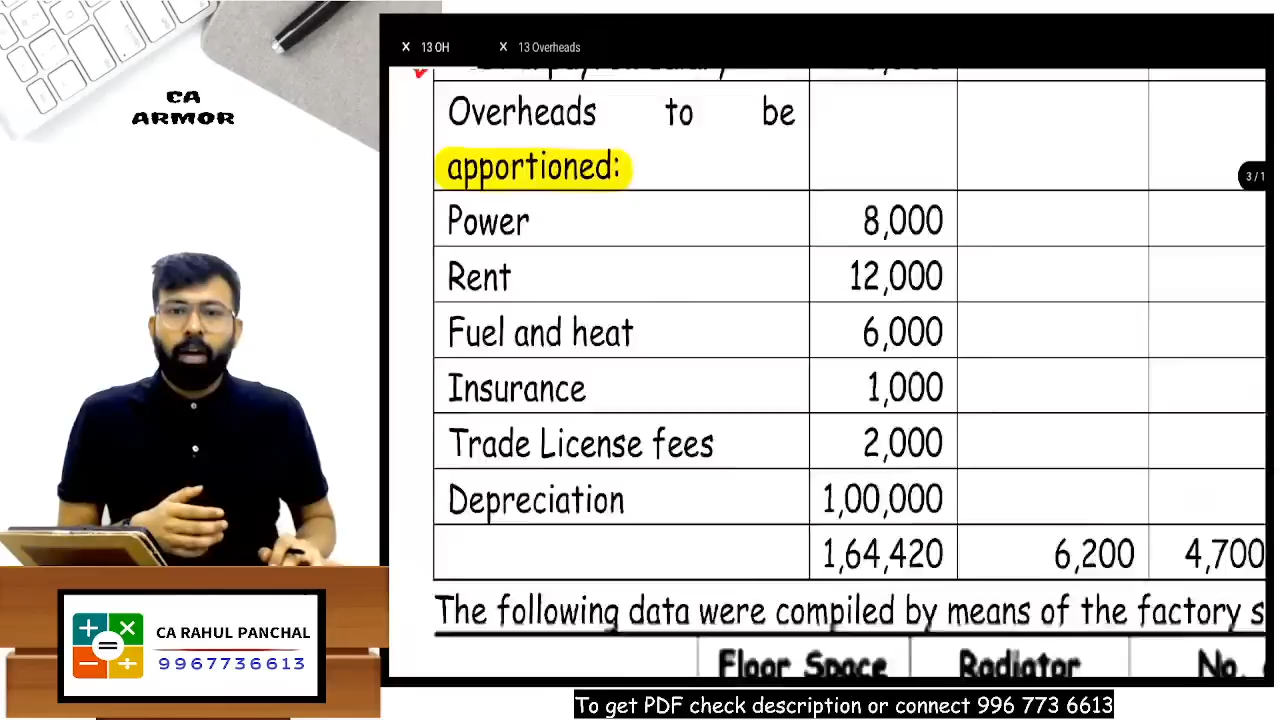 CA
ARMOR
× 13 OH × 13 Overheads
Overheads to be
apportioned:
3 / 1
Power 8,000
Rent 12,000
Fuel and heat 6,000
Insurance 1,000
Trade License fees 2,000
Depreciation 1,00,000
1,64,420 6,200 4,700
The following data were compiled by means of the factory s
Floor Space Radiator No.
CA RAHUL PANCHAL
9967736613
To get PDF check description or connect 996 773 6613